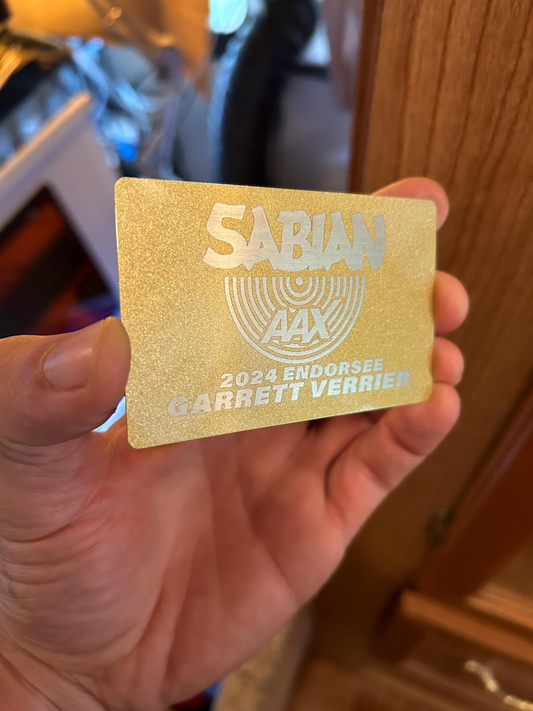 SABIAN
AAX
2024 ENDORSEE
GARRETT VERRIER